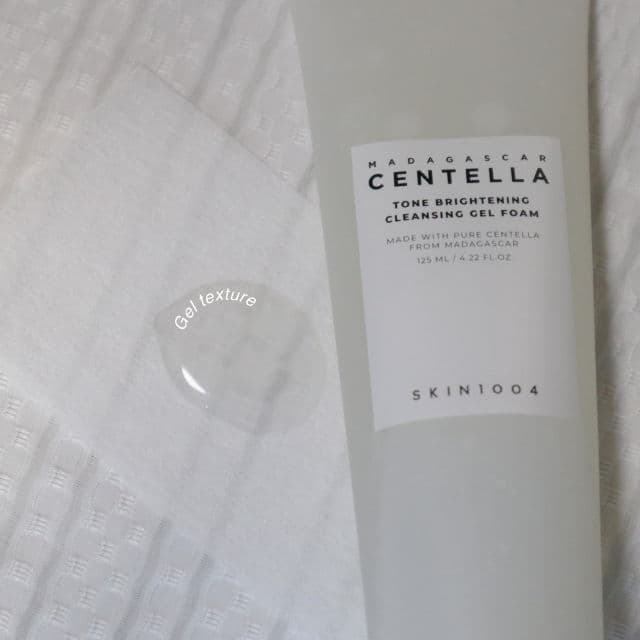 MADAGASCAR
CENTELLA
TONE BRIGHTENING
CLEANSING GEL FOAM
MADE WITH PURE CENTELLA
FROM MADAGASCAR
125 ML / 4.22 FL.OZ
Gel texture
SKIN1004